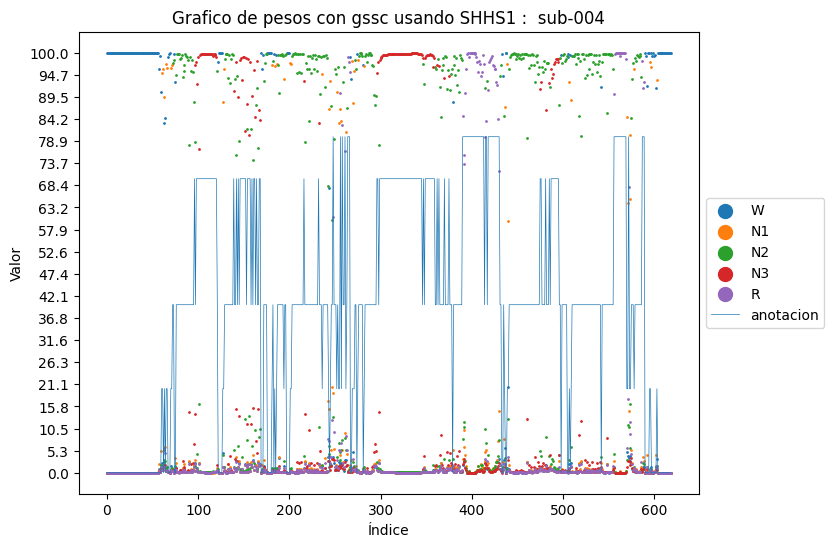 Grafico de pesos con gssc usando SHHS1 :  sub-004
Valor
100.0
94.7
89.5
84.2
78.9
73.7
68.4
63.2
57.9
52.6
47.4
42.1
36.8
31.6
26.3
21.1
15.8
10.5
5.3
0.0
0 100 200 300 400 500 600
Índice
W
N1
N2
N3
R
anotacion